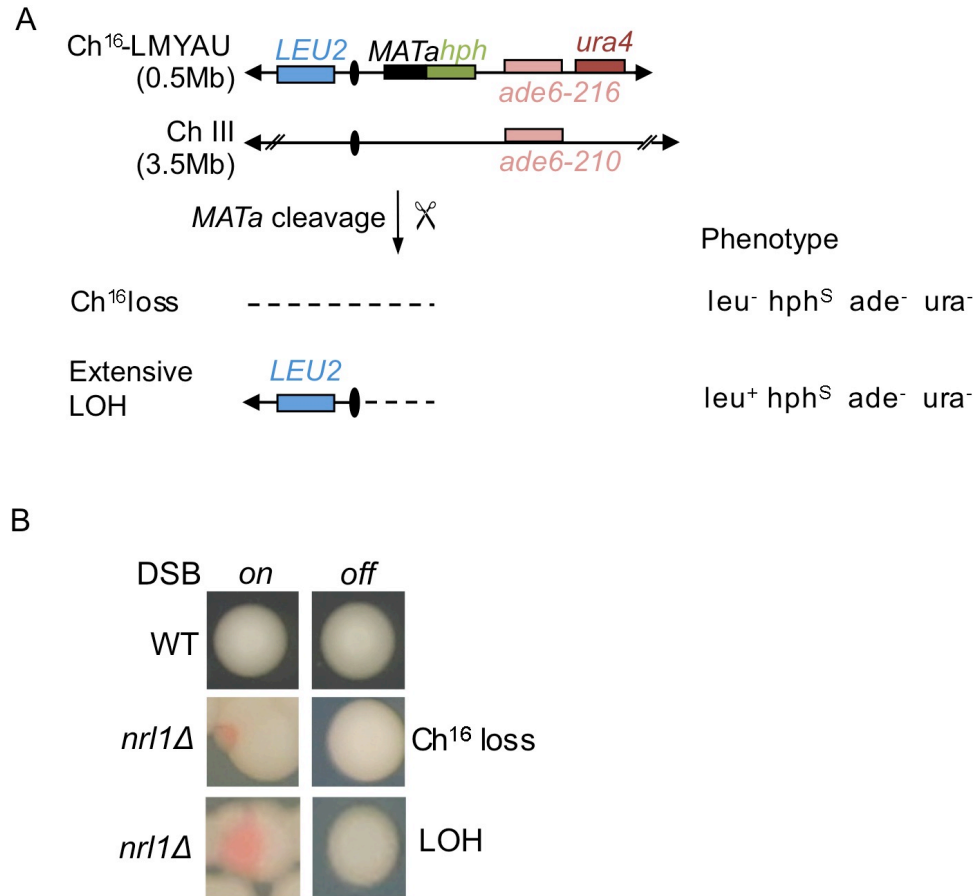 A
Ch¹⁶-LMYAU
(0.5Mb)
LEU2
MATahph
ura4
ade6-216
Ch III
(3.5Mb)
ade6-210
MATa cleavage
Phenotype
Ch¹⁶loss
leu⁻ hphˢ ade⁻ ura⁻
Extensive
LOH
LEU2
leu⁺ hphˢ ade⁻ ura⁻
B
DSB on off
WT
nrl1Δ
Ch¹⁶ loss
nrl1Δ
LOH